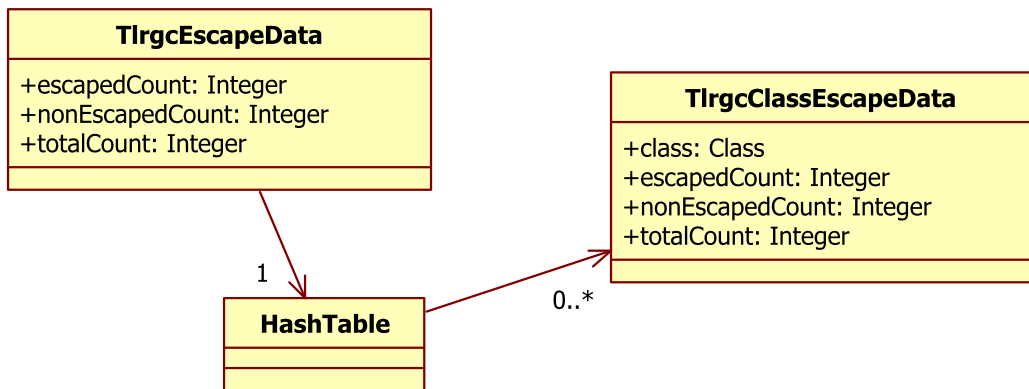 TlrgcEscapeData
+escapedCount: Integer
+nonEscapedCount: Integer
+totalCount: Integer
TlrgcClassEscapeData
+class: Class
+escapedCount: Integer
+nonEscapedCount: Integer
+totalCount: Integer
1
0..*
HashTable